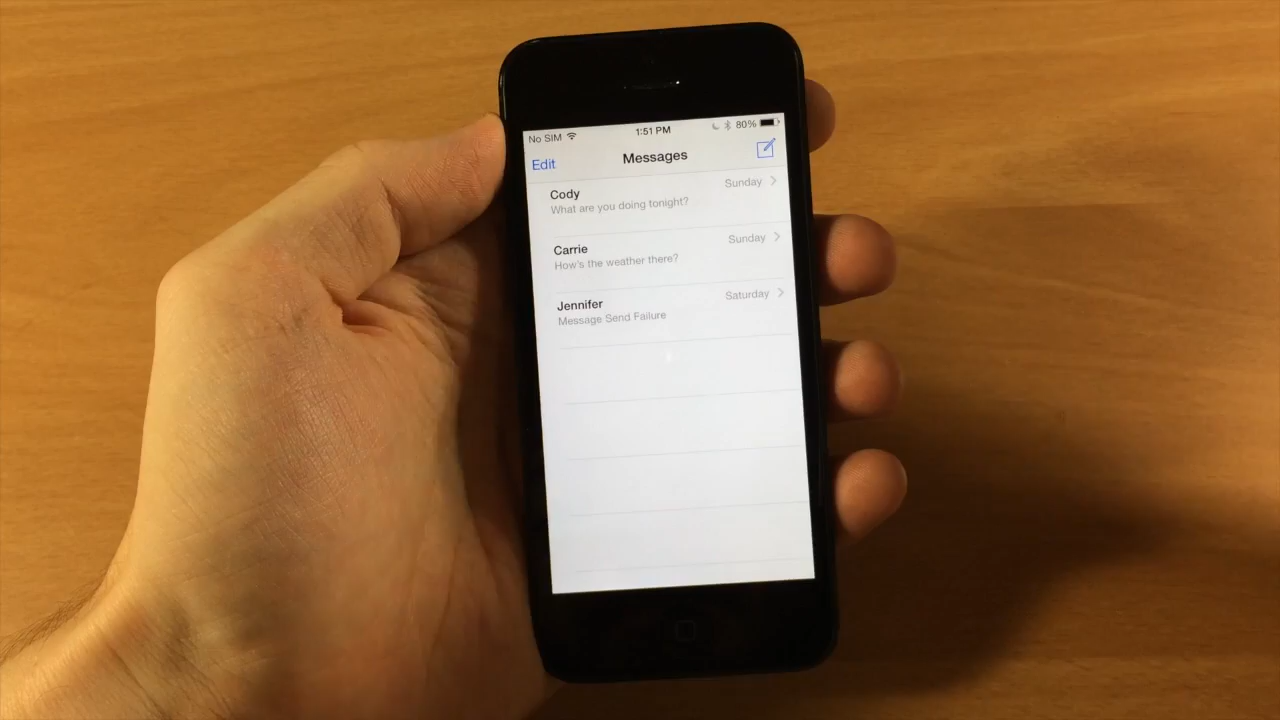 No SIM 1:51 PM 80%
Edit Messages
Cody Sunday
What are you doing tonight?
Carrie Sunday
How's the weather there?
Jennifer Saturday
Message Send Failure